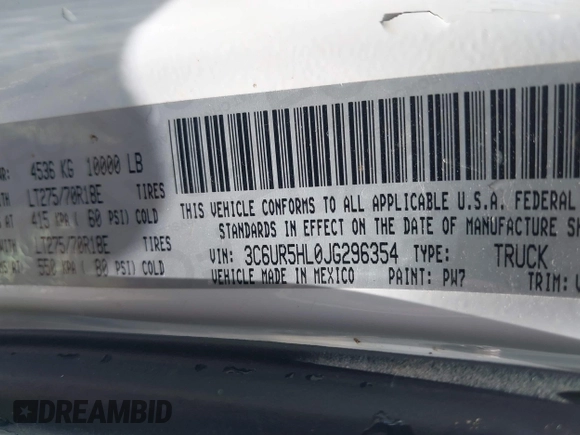 4536 KG 10000 LB
LT275/70R18E TIRES
415 KPA ( 60 PSI) COLD
LT275/70R18E TIRES
550 KPA ( 80 PSI) COLD
THIS VEHICLE CONFORMS TO ALL APPLICABLE U.S.A. FEDERAL
STANDARDS IN EFFECT ON THE DATE OF MANUFACTURE
VIN: 3C6UR5HL0JG296354 TYPE: TRUCK
VEHICLE MADE IN MEXICO PAINT: PW7 TRIM:
DREAMBID